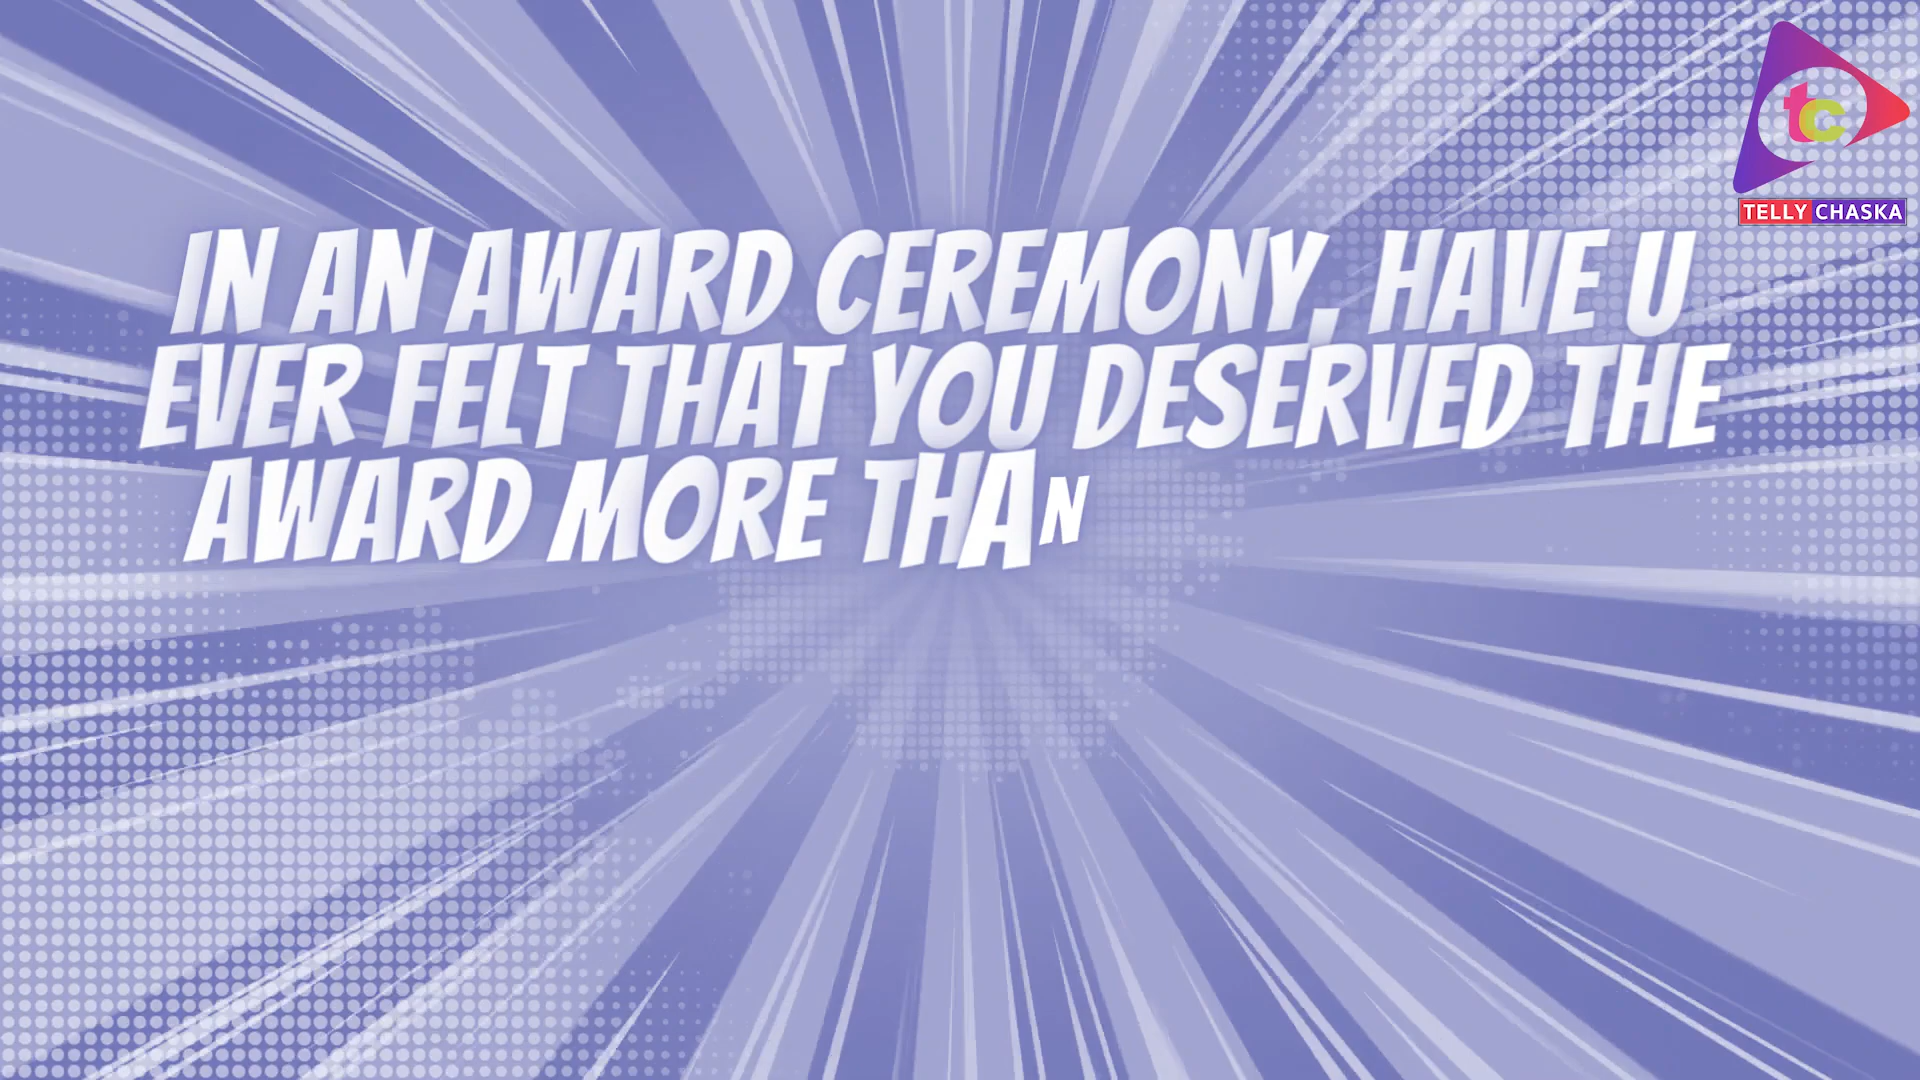 tc
TELLY CHASKA
IN AN AWARD CEREMONY, HAVE U
EVER FELT THAT YOU DESERVED THE
AWARD MORE THAN